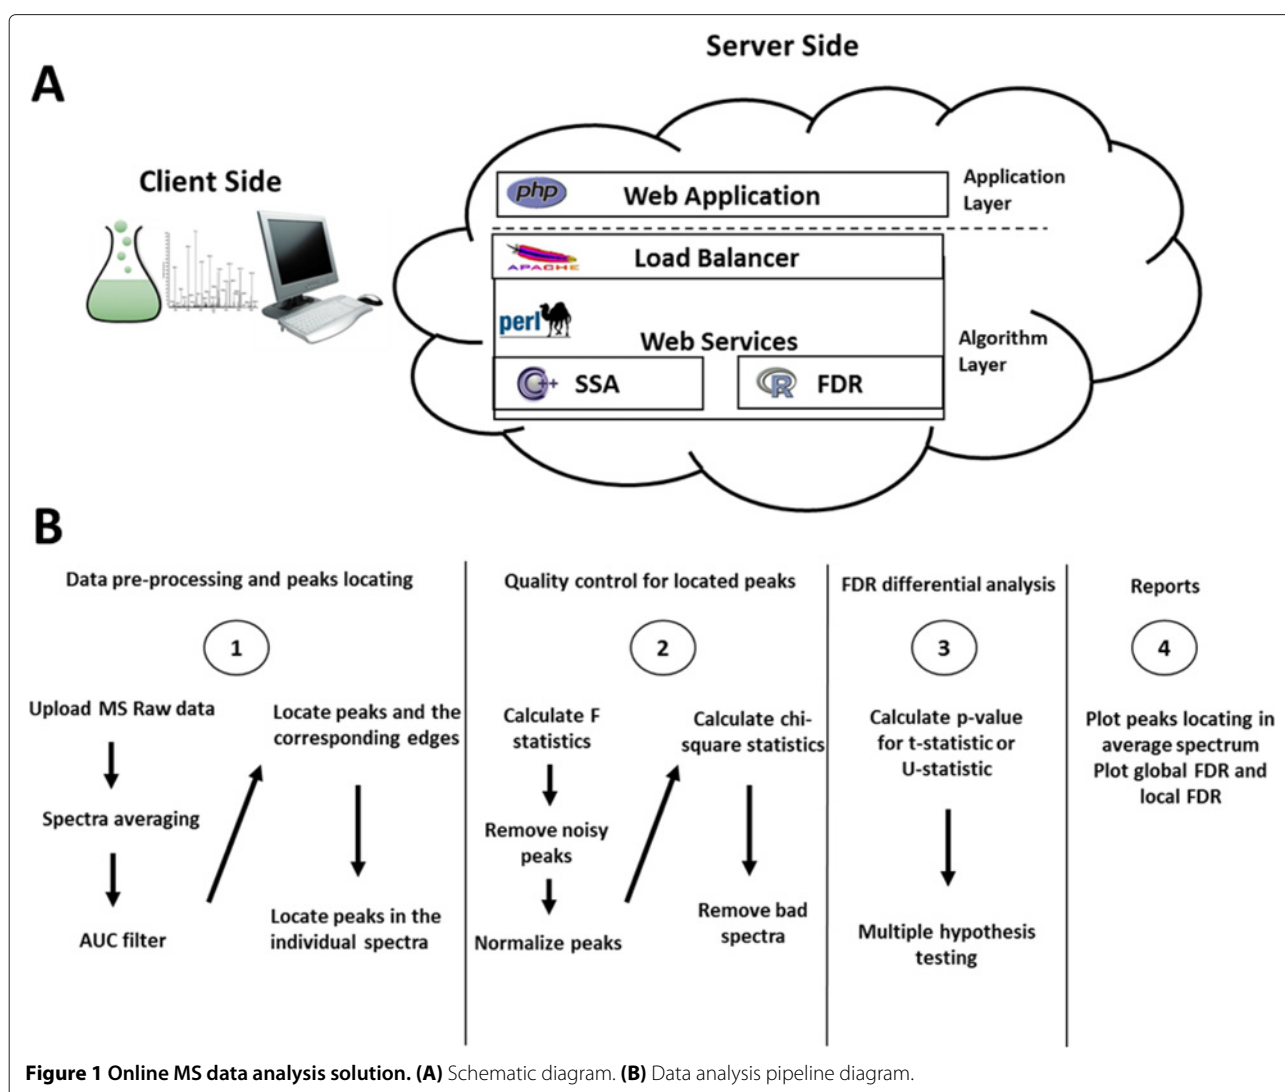 Server Side
A
Client Side
php Web Application
Application
Layer
APACHE Load Balancer
perl
Web Services
Algorithm
Layer
C++ SSA
R FDR
B
Data pre-processing and peaks locating
1
Upload MS Raw data
Spectra averaging
AUC filter
Locate peaks and the
corresponding edges
Locate peaks in the
individual spectra
Quality control for located peaks
2
Calculate F
statistics
Remove noisy
peaks
Normalize peaks
Calculate chi-
square statistics
Remove bad
spectra
FDR differential analysis
3
Calculate p-value
for t-statistic or
U-statistic
Multiple hypothesis
testing
Reports
4
Plot peaks locating in
average spectrum
Plot global FDR and
local FDR
Figure 1 Online MS data analysis solution. (A) Schematic diagram. (B) Data analysis pipeline diagram.